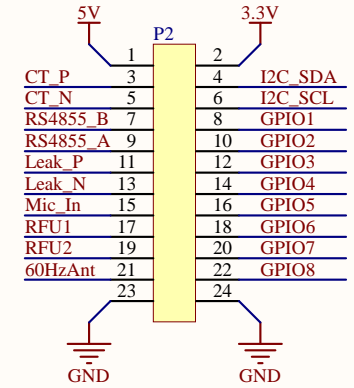 5V 3.3V
P2
1 2
CT_P 3 4 I2C_SDA
CT_N 5 6 I2C_SCL
RS4855_B 7 8 GPIO1
RS4855_A 9 10 GPIO2
Leak_P 11 12 GPIO3
Leak_N 13 14 GPIO4
Mic_In 15 16 GPIO5
RFU1 17 18 GPIO6
RFU2 19 20 GPIO7
60HzAnt 21 22 GPIO8
23 24
GND GND